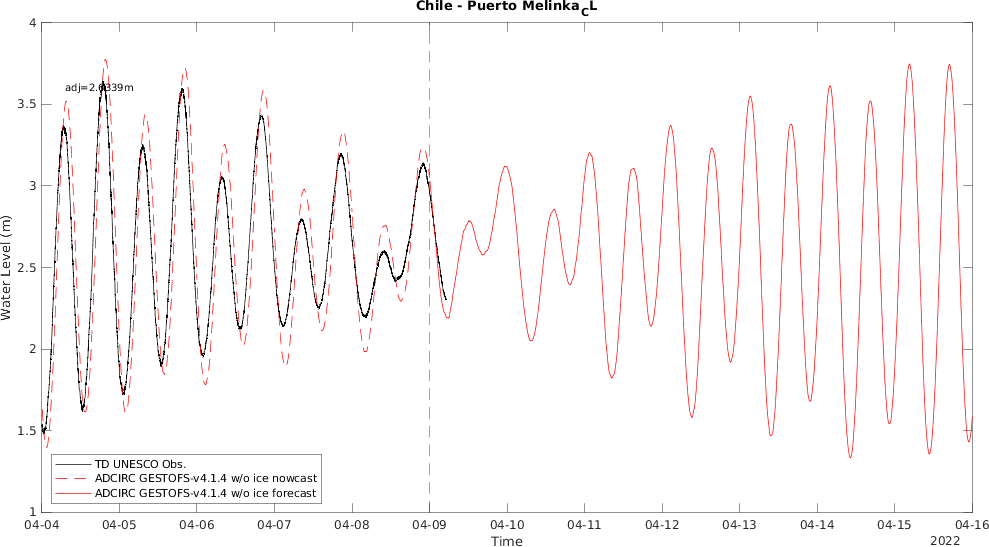 Chile - Puerto Melinka_CL
4
adj=2.6339m
3.5
3
2.5
2
1.5
1
Water Level (m)
TD UNESCO Obs.
ADCIRC GESTOFS-v4.1.4 w/o ice nowcast
ADCIRC GESTOFS-v4.1.4 w/o ice forecast
04-04 04-05 04-06 04-07 04-08 04-09 04-10 04-11 04-12 04-13 04-14 04-15 04-16
Time
2022